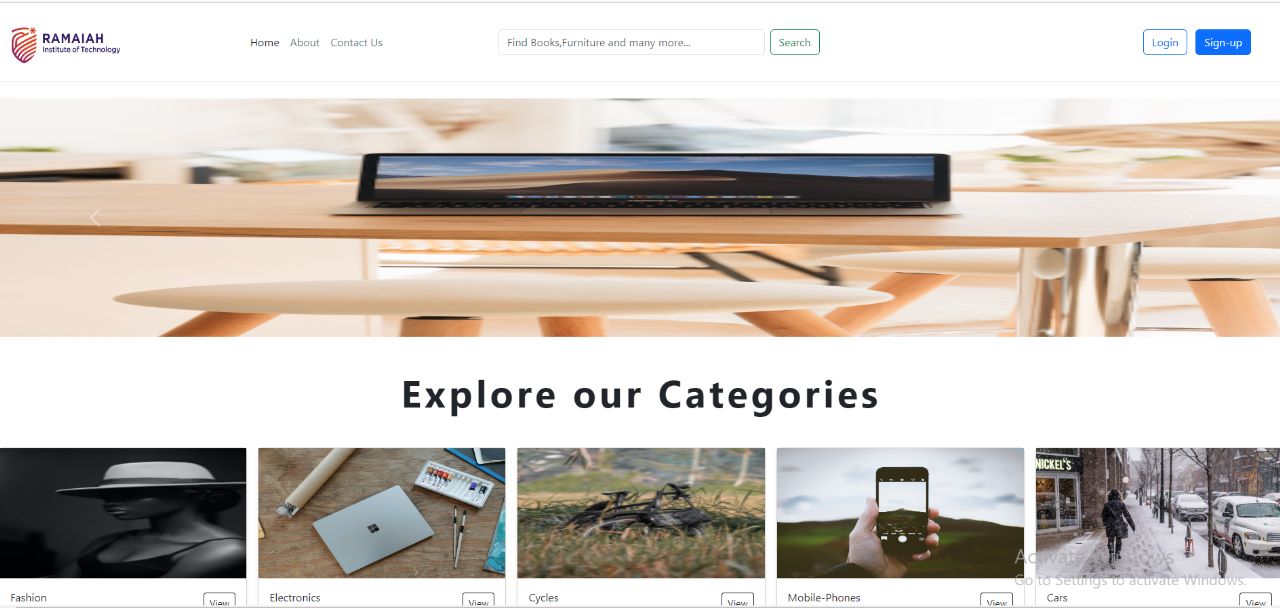 RAMAIAH
Institute of Technology
Home About Contact Us
Find Books,Furniture and many more...
Search
Login
Sign-up
Explore our Categories
NICKEL'S
Activate Windows
Go to Settings to activate Windows.
Fashion
View
Electronics
View
Cycles
View
Mobile-Phones
View
Cars
View